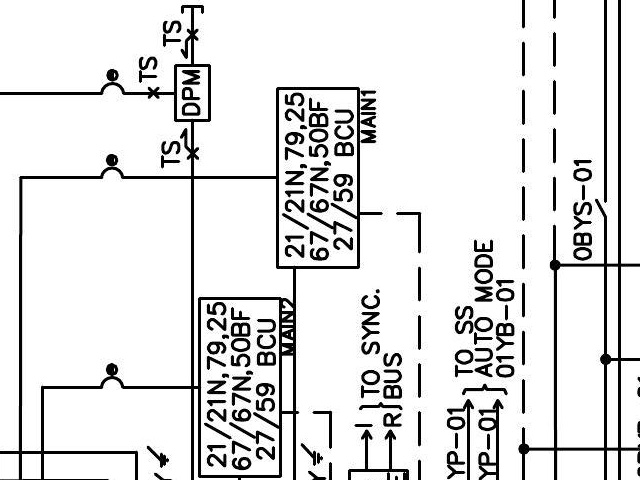 TS
TS
DPM
TS
21/21N,79,25
67/67N,50BF
27/59 BCU
MAIN1
21/21N,79,25
67/67N,50BF
27/59 BCU
MAIN2
I
R
TO SYNC.
BUS
TO SS
AUTO MODE
01YB-01
YP-01
YP-01
0BYS-01